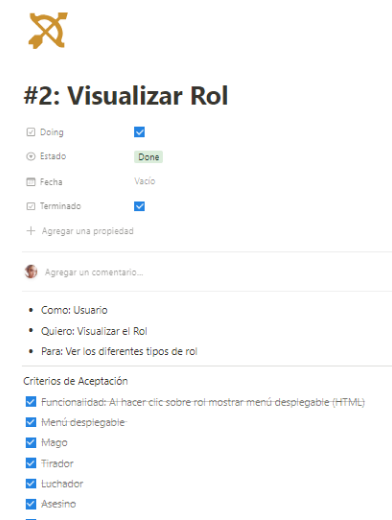 #2: Visualizar Rol
Doing
Estado Done
Fecha Vacío
Terminado
Agregar una propiedad
Agregar un comentario...
Como: Usuario
Quiero: Visualizar el Rol
Para: Ver los diferentes tipos de rol
Criterios de Aceptación
Funcionalidad: Al hacer clic sobre rol mostrar menú desplegable (HTML)
Menú desplegable
Mago
Tirador
Luchador
Asesino